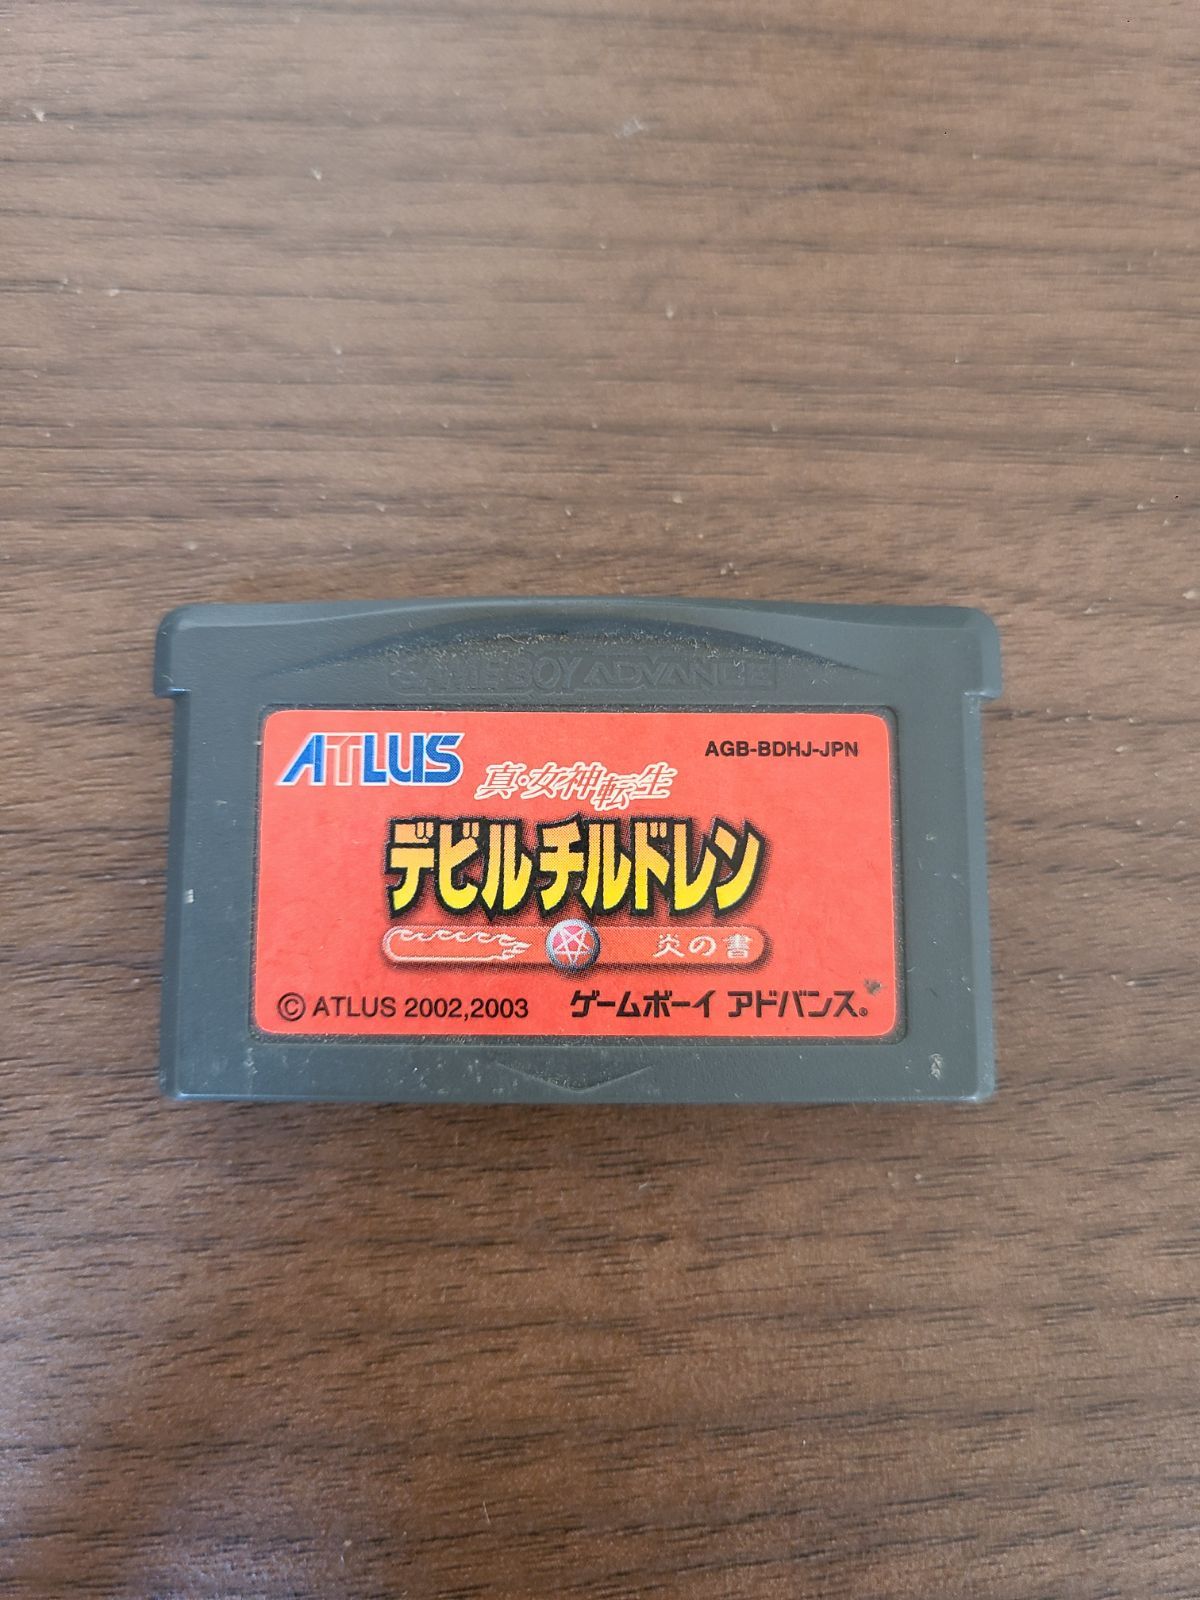 GAME BOY ADVANCE
ATLUS
AGB-BDHJ-JPN
真・女神転生
デビルチルドレン
炎の書
© ATLUS 2002,2003 ゲームボーイ アドバンス®